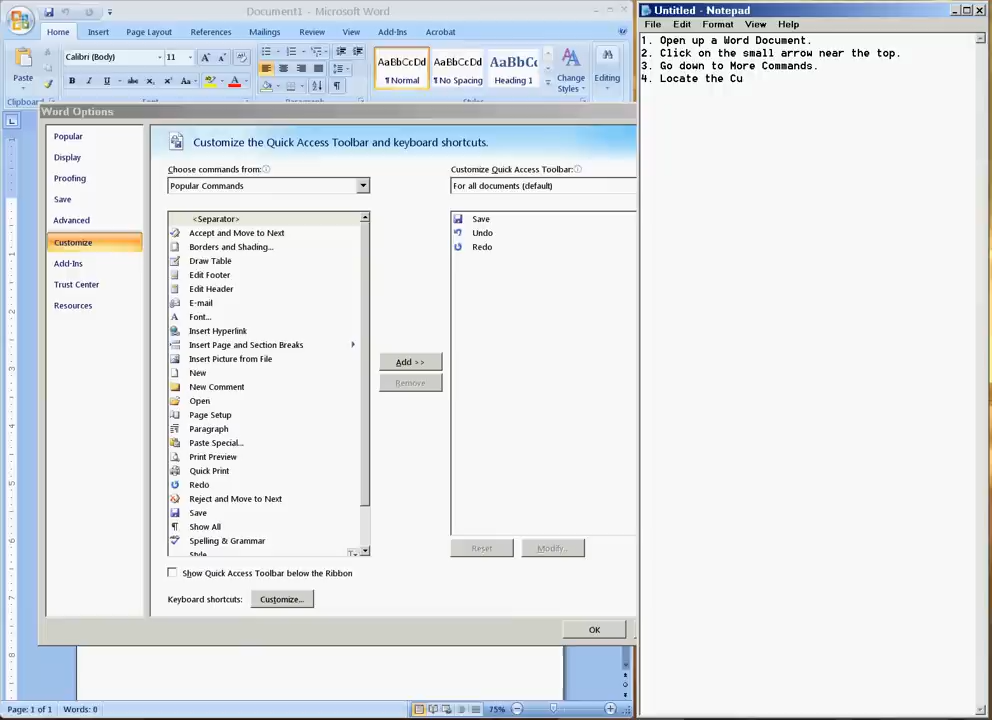 Document1 - Microsoft Word
Home Insert Page Layout References Mailings Review View Add-Ins Acrobat
Paste
Calibri (Body) 11
B I U abc x₂ x² Aa A
AaBbCcDd AaBbCcDd AaBbCc
¶ Normal ¶ No Spacing Heading 1
Change Styles
Editing
Clipboard
Word Options
Popular
Display
Proofing
Save
Advanced
Customize
Add-Ins
Trust Center
Resources
Customize the Quick Access Toolbar and keyboard shortcuts.
Choose commands from:
Popular Commands
<Separator>
Accept and Move to Next
Borders and Shading...
Draw Table
Edit Footer
Edit Header
E-mail
Font...
Insert Hyperlink
Insert Page and Section Breaks
Insert Picture from File
New
New Comment
Open
Page Setup
Paragraph
Paste Special...
Print Preview
Quick Print
Redo
Reject and Move to Next
Save
Show All
Spelling & Grammar
Style
Add >>
Remove
Customize Quick Access Toolbar:
For all documents (default)
Save
Undo
Redo
Reset Modify...
Show Quick Access Toolbar below the Ribbon
Keyboard shortcuts: Customize...
OK
Page: 1 of 1 Words: 0 75%
Untitled - Notepad
File Edit Format View Help
1. Open up a Word Document.
2. Click on the small arrow near the top.
3. Go down to More Commands.
4. Locate the Cu